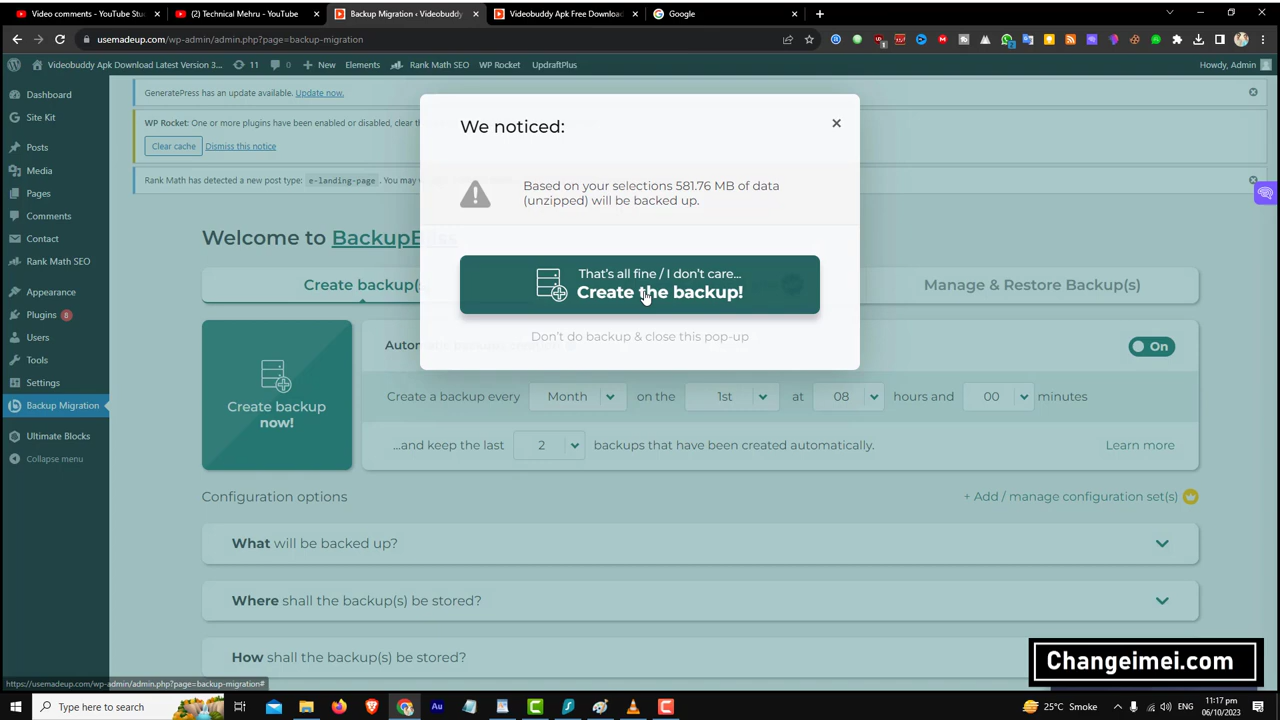 Video comments - YouTube Stu
(2) Technical Mehru - YouTube
Backup Migration ‹ Videobuddy
Videobuddy Apk Free Download
Google
usemadeup.com/wp-admin/admin.php?page=backup-migration
Videobuddy Apk Download Latest Version 3...
11
0
New
Elements
Rank Math SEO
WP Rocket
UpdraftPlus
Howdy, Admin
Dashboard
Site Kit
Posts
Media
Pages
Comments
Contact
Rank Math SEO
Appearance
Plugins 8
Users
Tools
Settings
Backup Migration
Ultimate Blocks
Collapse menu
GeneratePress has an update available. Update now.
WP Rocket: One or more plugins have been enabled or disabled, clear
Clear cache
Dismiss this notice
Rank Math has detected a new post type: e-landing-page. You may
We noticed:
Based on your selections 581.76 MB of data
(unzipped) will be backed up.
That's all fine / I don't care...
Create the backup!
Don't do backup & close this pop-up
Welcome to BackupBliss
Create backup(s)
Manage & Restore Backup(s)
Create backup
now!
On
Create a backup every Month on the 1st at 08 hours and 00 minutes
...and keep the last 2 backups that have been created automatically.
Learn more
Configuration options
+ Add / manage configuration set(s)
What will be backed up?
Where shall the backup(s) be stored?
How shall the backup(s) be stored?
Changeimei.com
https://usemadeup.com/wp-admin/admin.php?page=backup-migration#
Type here to search
Au
25°C Smoke
11:17 pm
06/10/2023